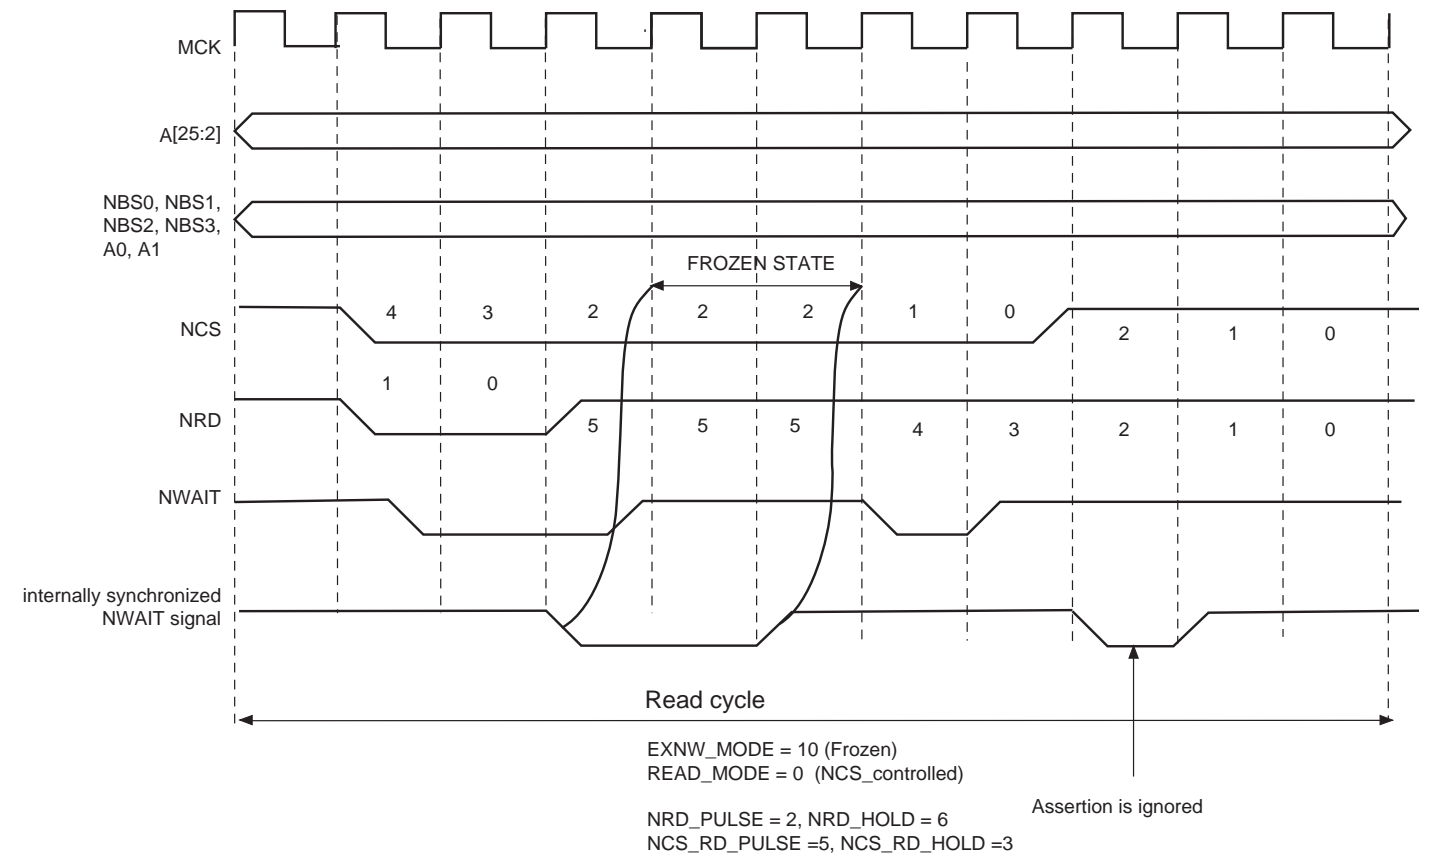 MCK
A[25:2]
NBS0, NBS1,
NBS2, NBS3,
A0, A1
FROZEN STATE
NCS
4 3 2 2 2 1 0
2 1 0
1 0
NRD
5 5 5 4 3 2 1 0
NWAIT
internally synchronized
NWAIT signal
Read cycle
EXNW_MODE = 10 (Frozen)
READ_MODE = 0 (NCS_controlled)
Assertion is ignored
NRD_PULSE = 2, NRD_HOLD = 6
NCS_RD_PULSE =5, NCS_RD_HOLD =3